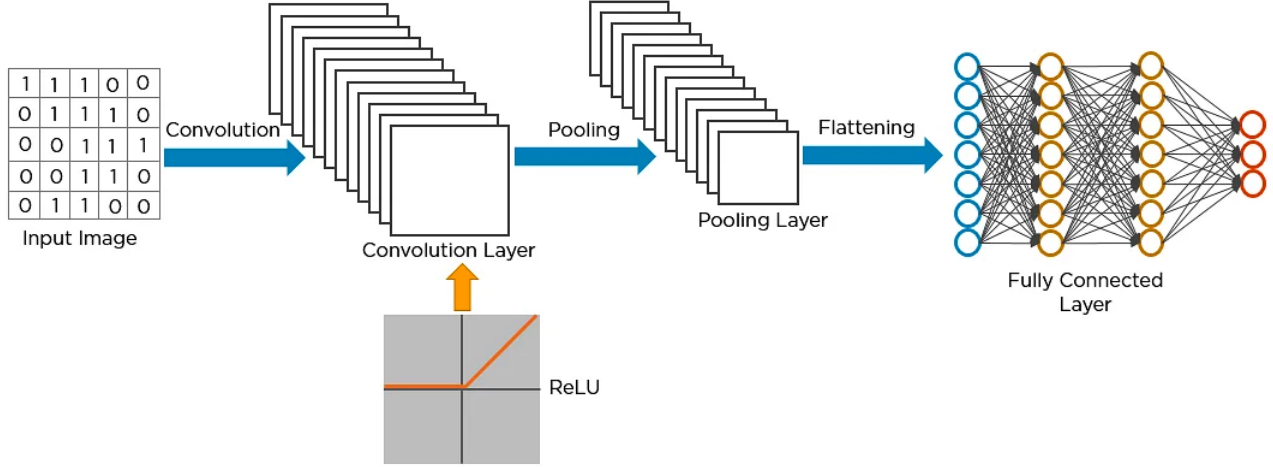 1 1 1 0 0
0 1 1 1 0
0 0 1 1 1
0 0 1 1 0
0 1 1 0 0
Input Image
Convolution
Convolution Layer
ReLU
Pooling
Pooling Layer
Flattening
Fully Connected
Layer